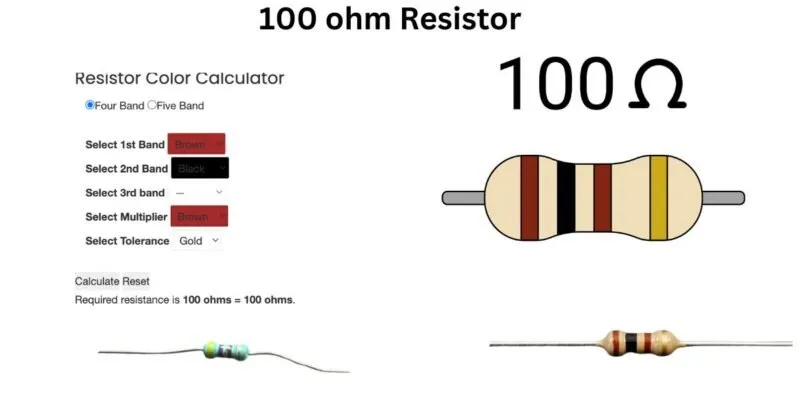 100 ohm Resistor
Resistor Color Calculator
Four Band Five Band
Select 1st Band Brown
Select 2nd Band Black
Select 3rd band ---
Select Multiplier Brown
Select Tolerance Gold
Calculate Reset
Required resistance is 100 ohms = 100 ohms.
100 Ω